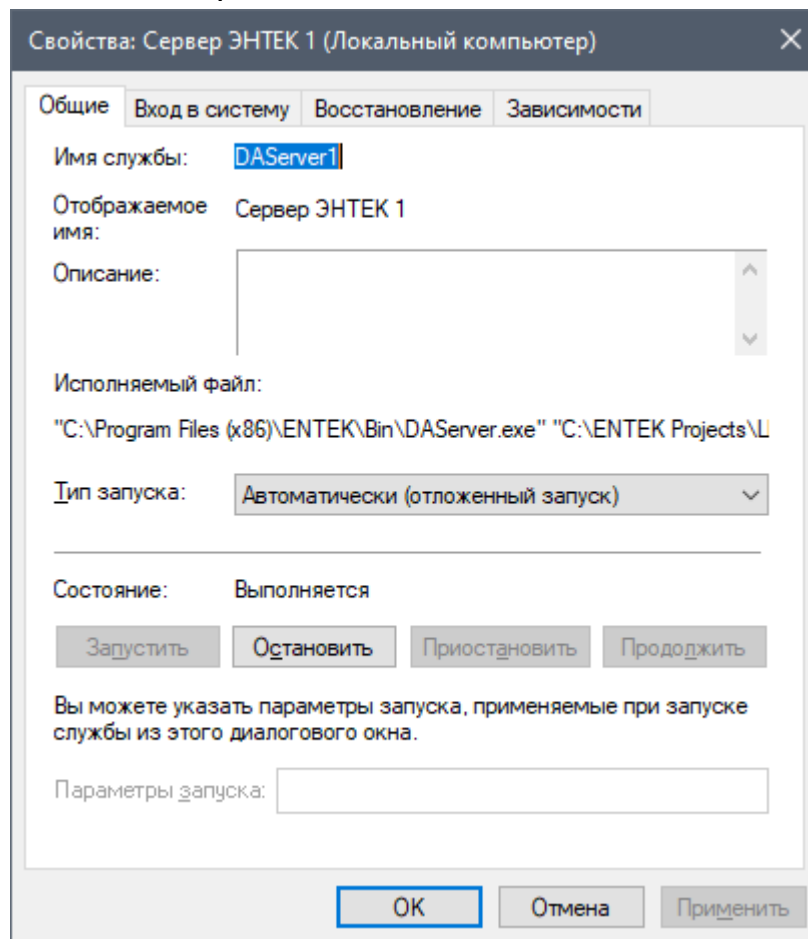 Свойства: Сервер ЭНТЕК 1 (Локальный компьютер)
Общие Вход в систему Восстановление Зависимости
Имя службы: DAServer1
Отображаемое имя: Сервер ЭНТЕК 1
Описание:
Исполняемый файл:
"C:\Program Files (x86)\ENTEK\Bin\DAServer.exe" "C:\ENTEK Projects\
Тип запуска: Автоматически (отложенный запуск)
Состояние: Выполняется
Запустить Остановить Приостановить Продолжить
Вы можете указать параметры запуска, применяемые при запуске
службы из этого диалогового окна.
Параметры запуска:
OK Отмена Применить